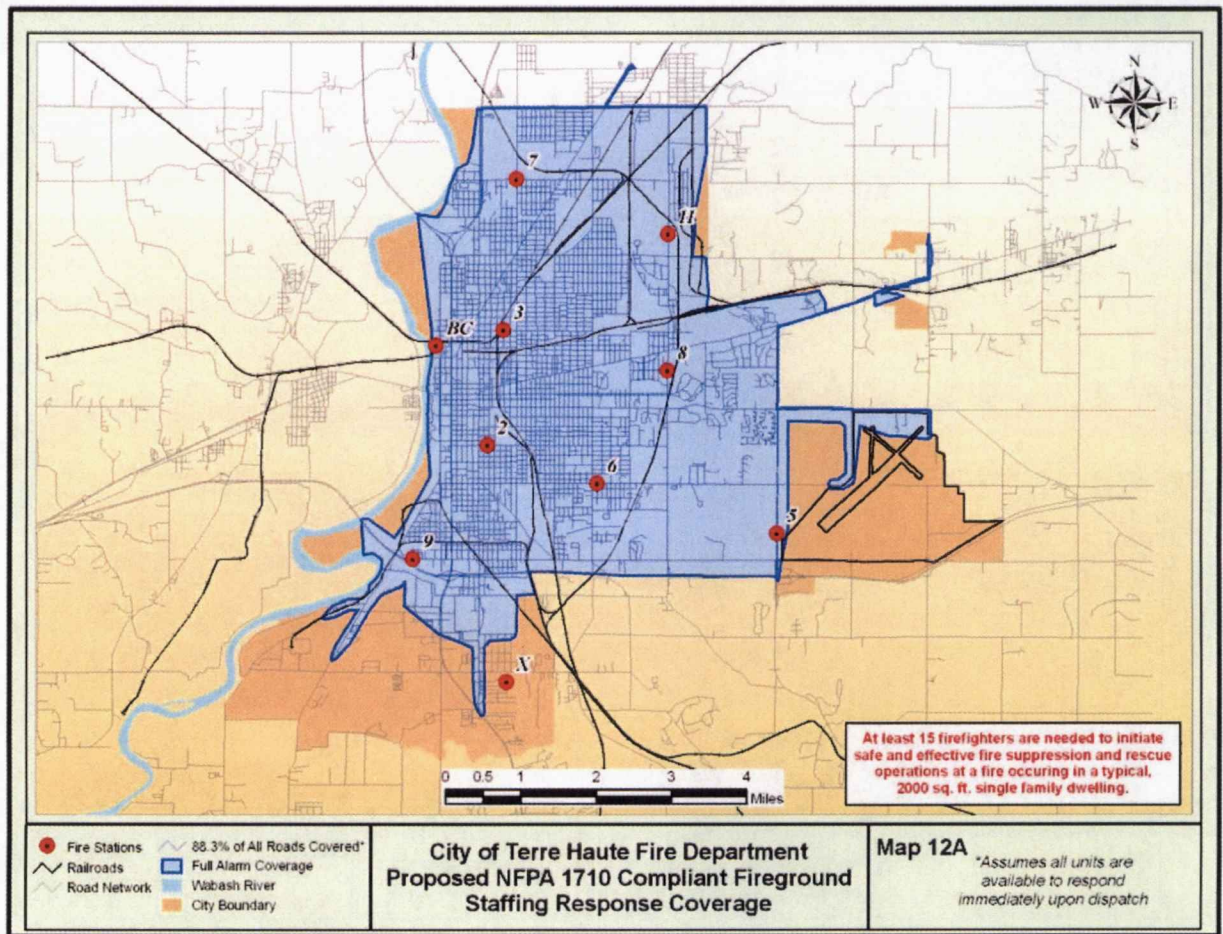 N
W E
S
7
H
3
BC
8
2
6
5
9
X
At least 15 firefighters are needed to initiate
safe and effective fire suppression and rescue
operations at a fire occuring in a typical,
2000 sq. ft. single family dwelling.
0 0.5 1 2 3 4
Miles
Fire Stations
Railroads
Road Network
88.3% of All Roads Covered*
Full Alarm Coverage
Wabash River
City Boundary
City of Terre Haute Fire Department
Proposed NFPA 1710 Compliant Fireground
Staffing Response Coverage
Map 12A
*Assumes all units are
available to respond
immediately upon dispatch